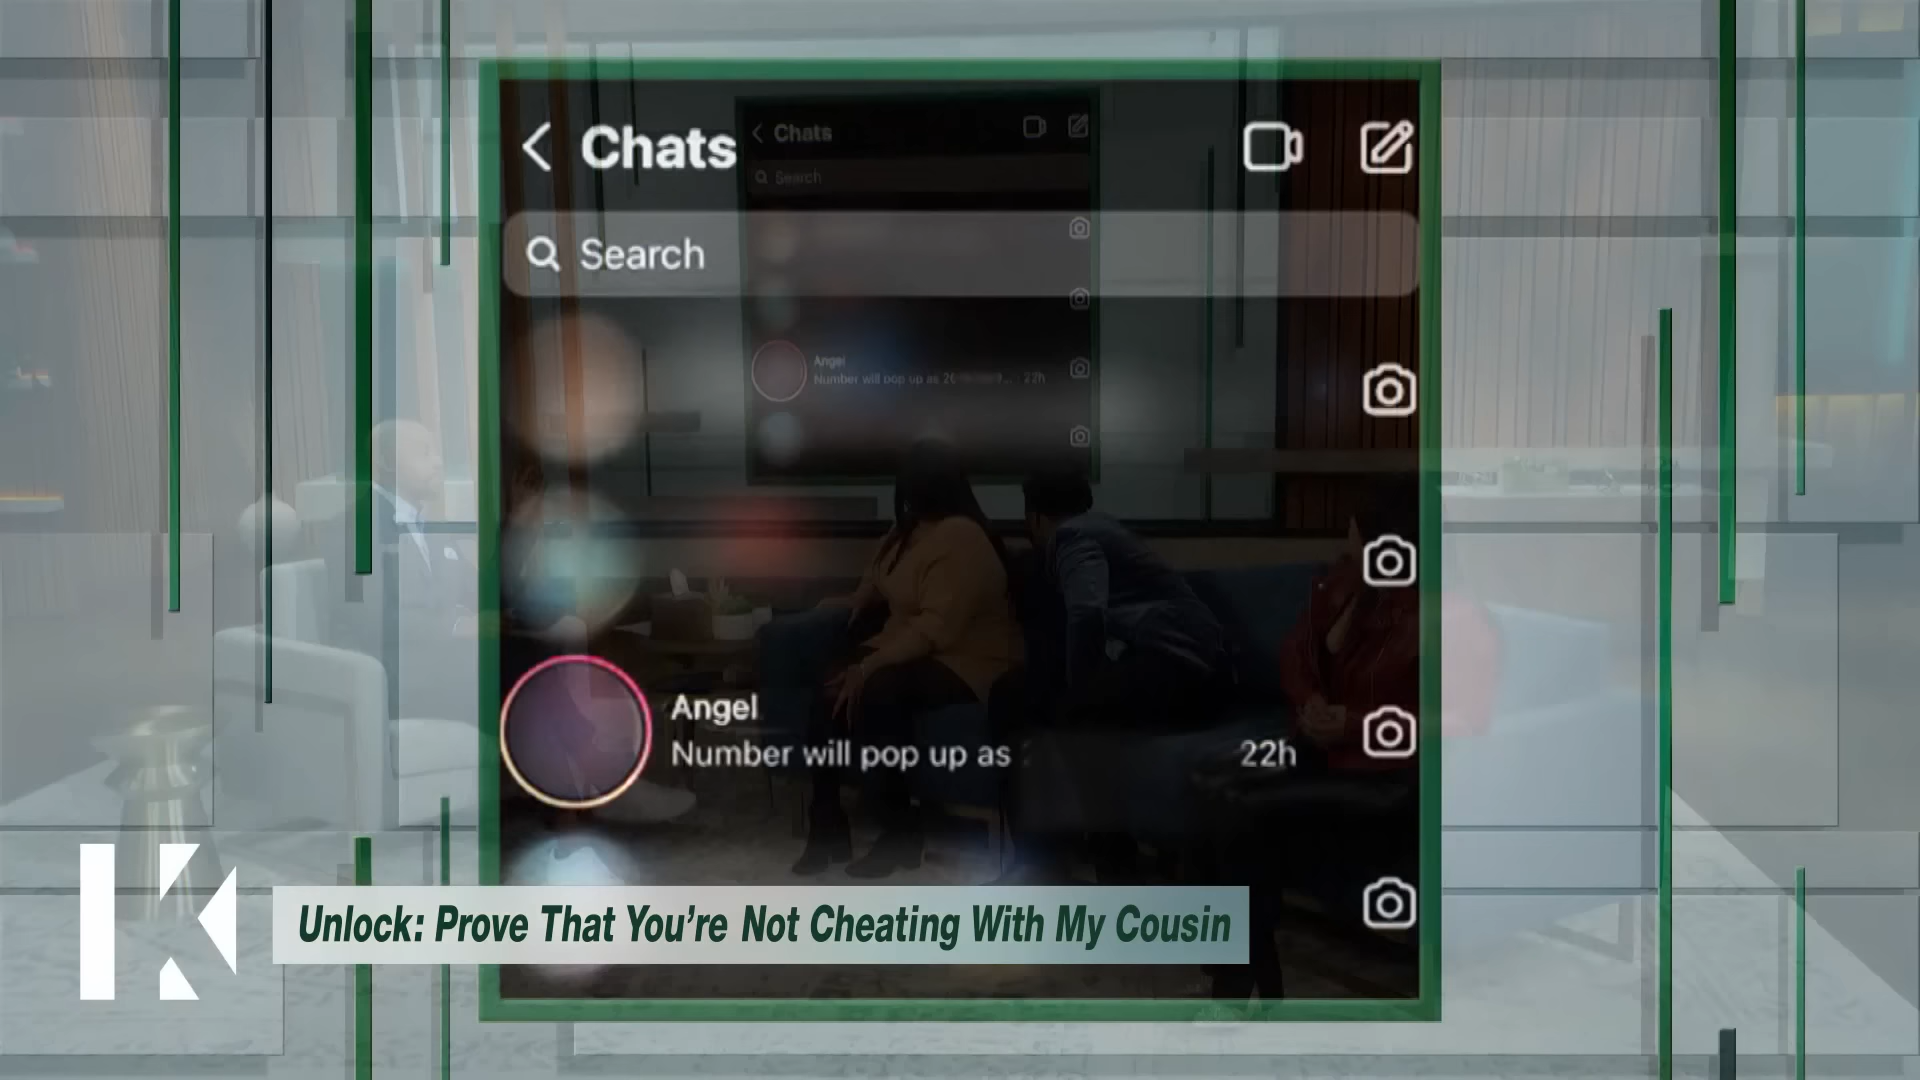 Chats
Search
Angel
Number will pop up as
22h
Chats
Search
Angel
Number will pop up as 26
22h
K
Unlock: Prove That You're Not Cheating With My Cousin